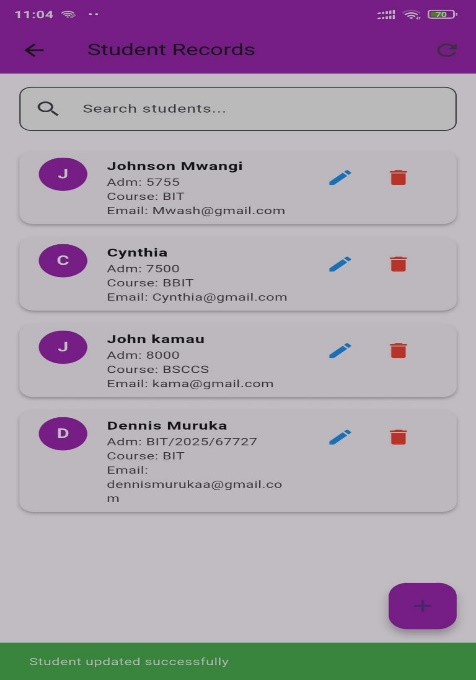 11:04
70
Student Records
Search students...
J
Johnson Mwangi
Adm: 5755
Course: BIT
Email: Mwash@gmail.com
C
Cynthia
Adm: 7500
Course: BBIT
Email: Cynthia@gmail.com
J
John kamau
Adm: 8000
Course: BSCCS
Email: kama@gmail.com
D
Dennis Muruka
Adm: BIT/2025/67727
Course: BIT
Email:
dennismurukaa@gmail.co
m
+
Student updated successfully